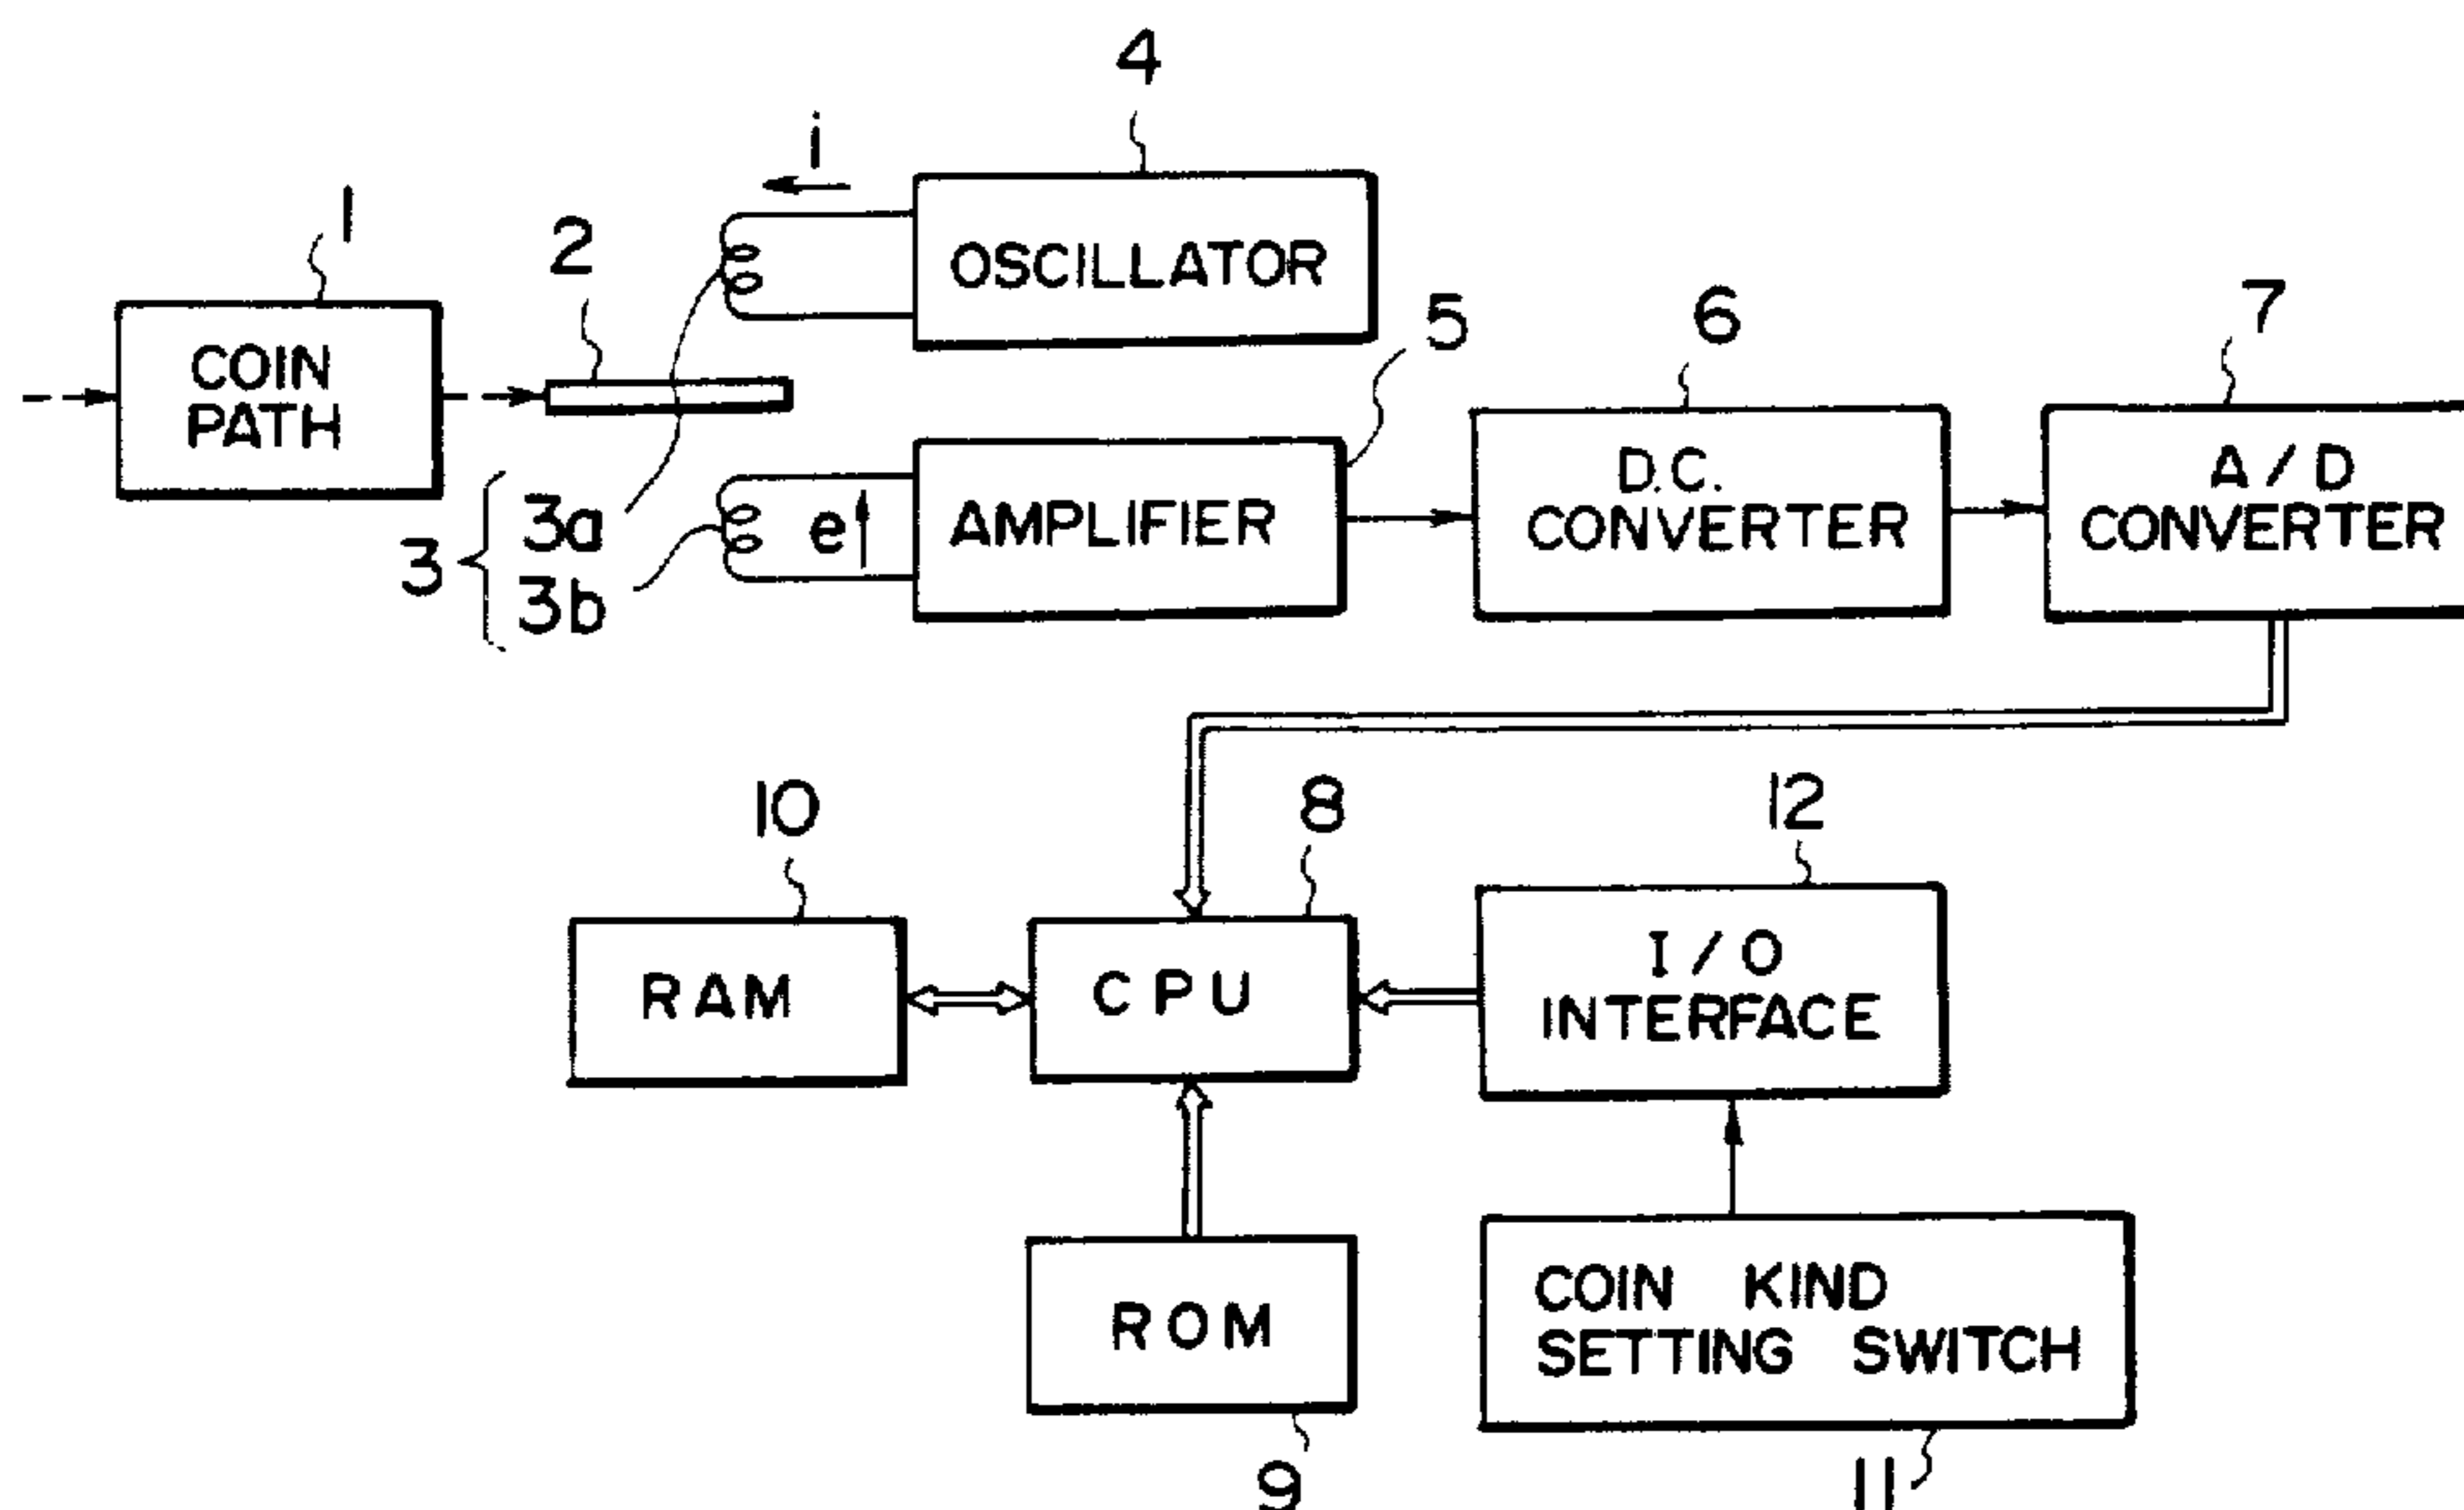 4
i
1
2
OSCILLATOR
5
6
7
COIN
PATH
D.C.
CONVERTER
A/D
CONVERTER
3
3a
3b
e
AMPLIFIER
10
8
12
RAM
CPU
I/O
INTERFACE
ROM
COIN KIND
SETTING SWITCH
9
11